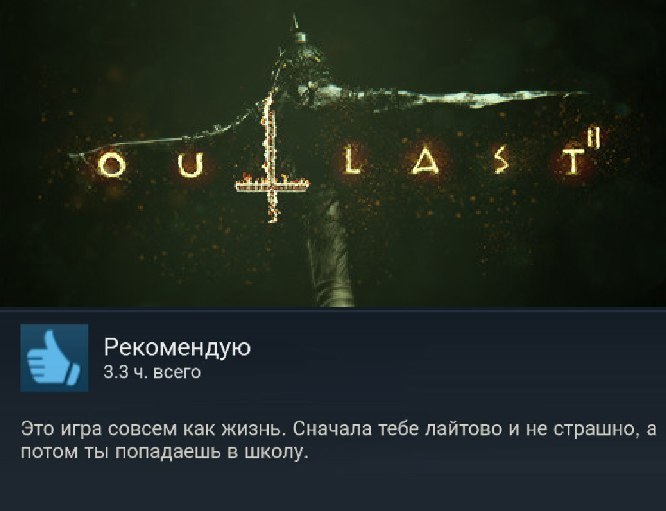 OUTLAST II
Рекомендую
3.3 ч. всего
Это игра совсем как жизнь. Сначала тебе лайтово и не страшно, а
потом ты попадаешь в школу.